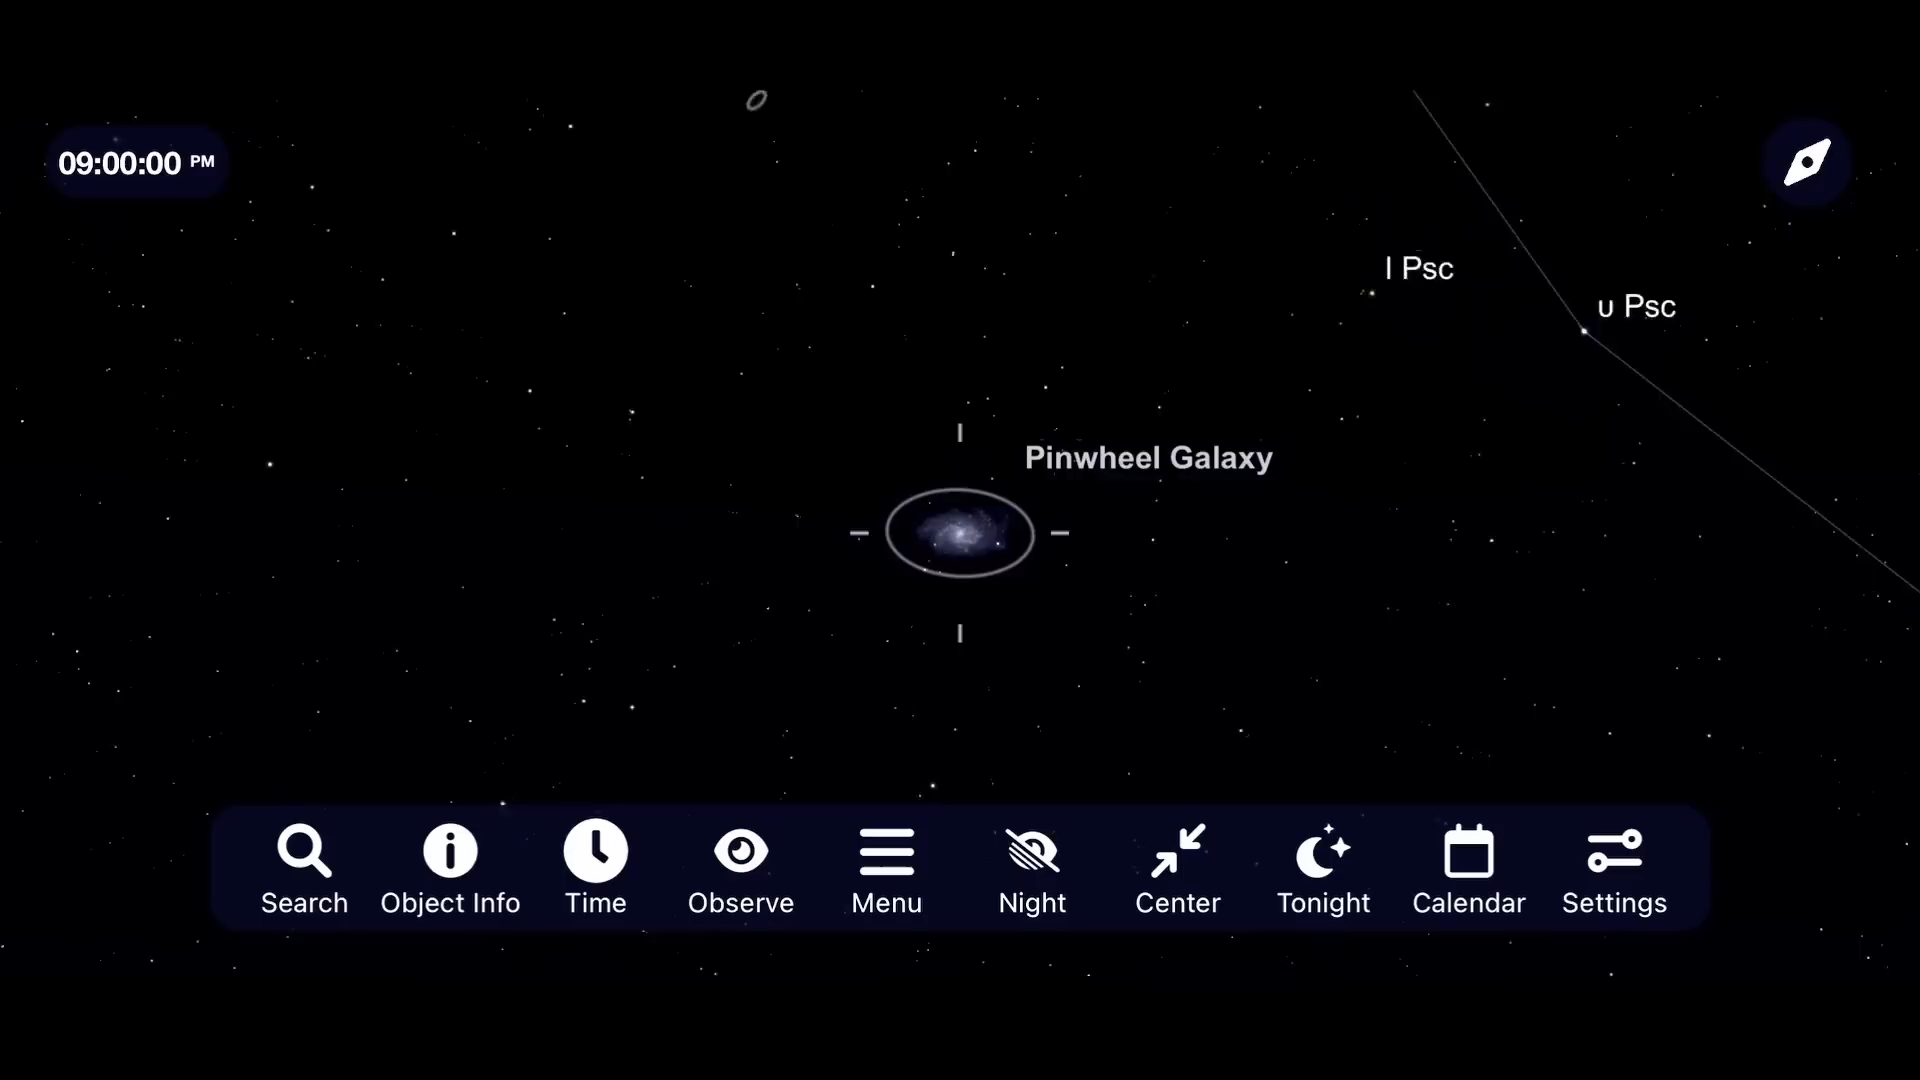 09:00:00 PM
l Psc
υ Psc
Pinwheel Galaxy
Search
Object Info
Time
Observe
Menu
Night
Center
Tonight
Calendar
Settings